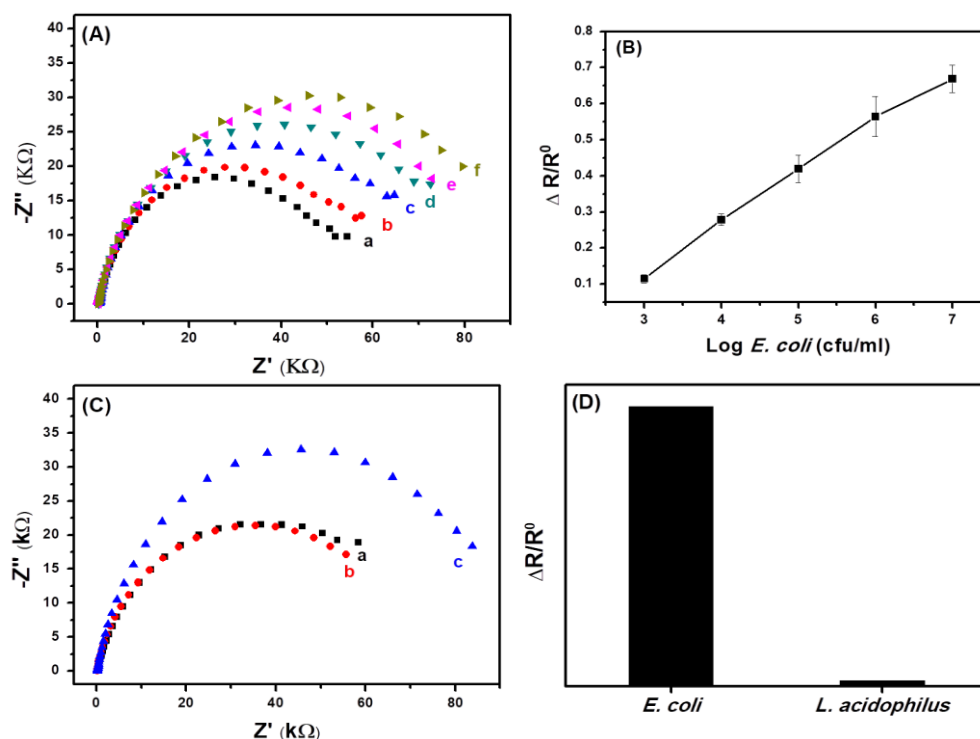 (A)
40
35
30
25
20
15
10
5
0
-Z'' (KΩ)
f
e
d
c
b
a
0 20 40 60 80
Z' (KΩ)
(B)
0.8
0.7
0.6
0.5
0.4
0.3
0.2
0.1
Δ R/R⁰
3 4 5 6 7
Log E. coli (cfu/ml)
(C)
40
35
30
25
20
15
10
5
0
-Z'' (kΩ)
a
b
c
0 20 40 60 80
Z' (kΩ)
(D)
ΔR/R⁰
E. coli L. acidophilus